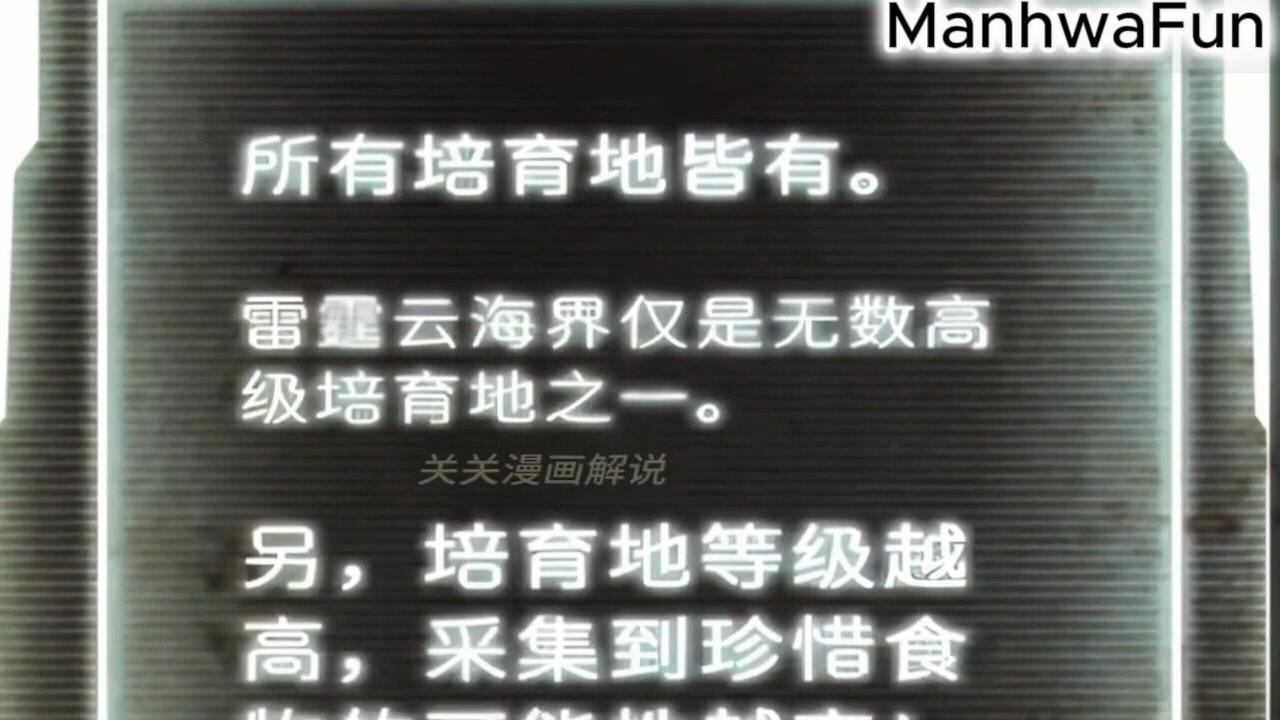 ManhwaFun
所有培育地皆有。
雷霆云海界仅是无数高
级培育地之一。
关关漫画解说
另，培育地等级越
高，采集到珍惜食